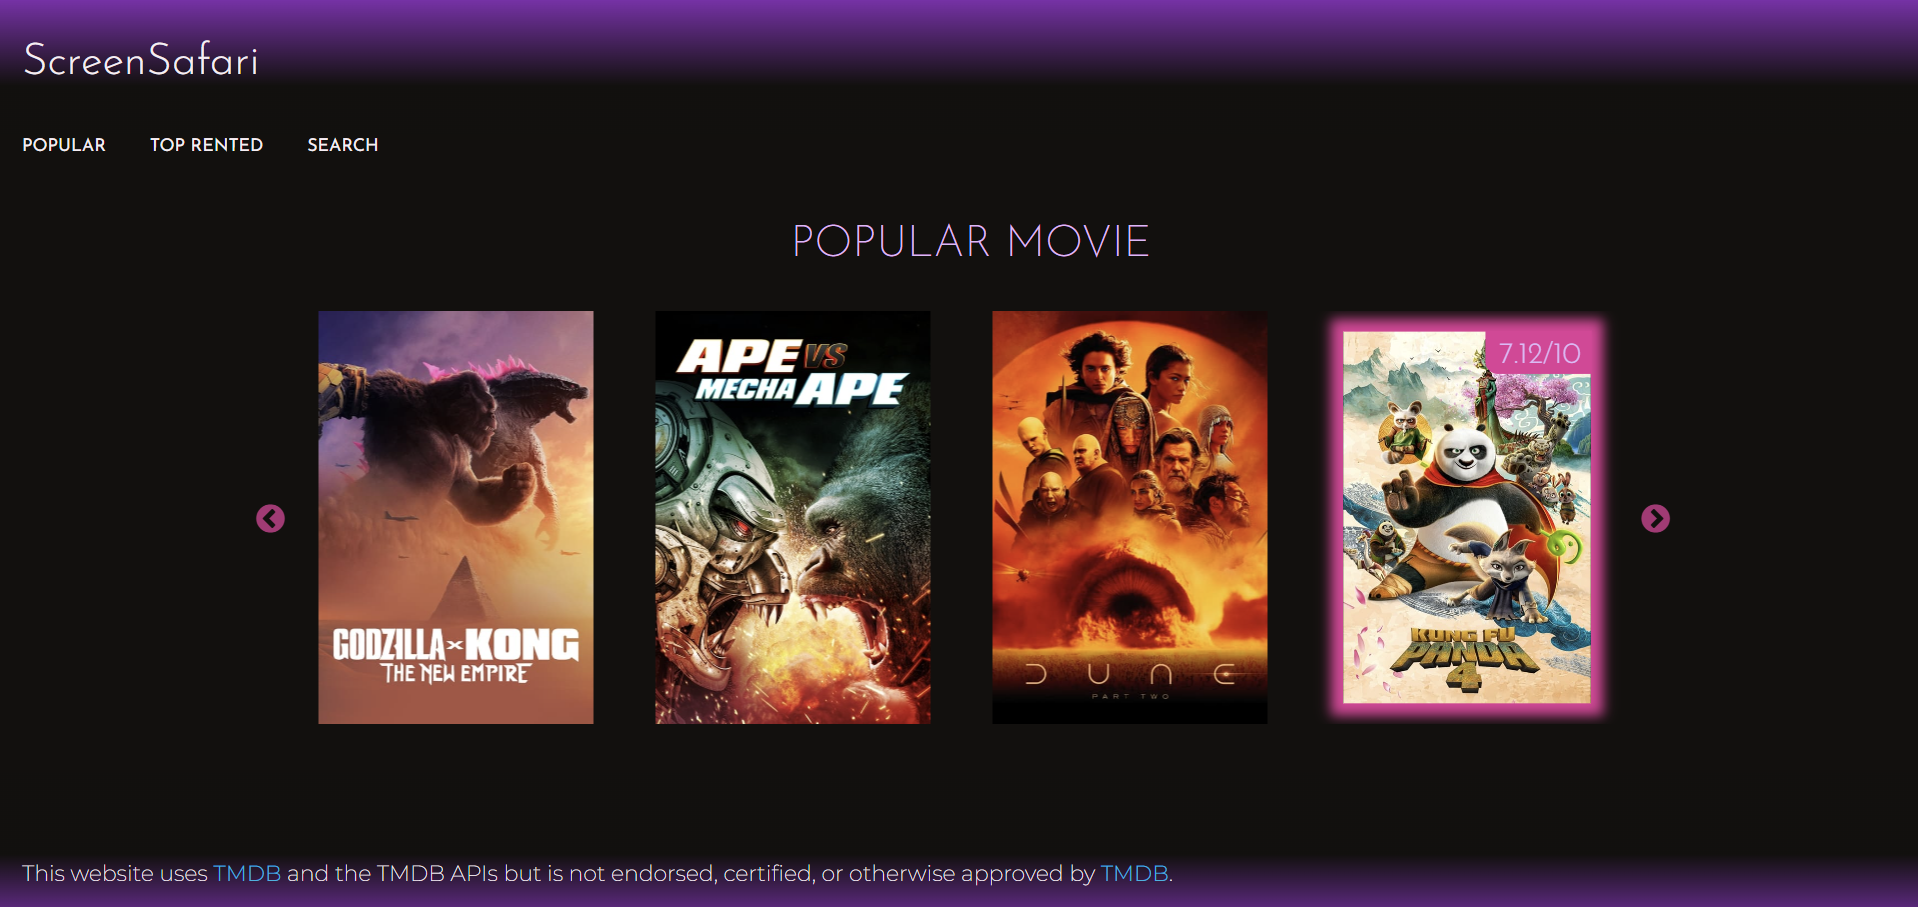 ScreenSafari
POPULAR TOP RENTED SEARCH
POPULAR MOVIE
GODZILLA x KONG
THE NEW EMPIRE
APE VS
MECHA APE
DUNE
PART TWO
7.12/10
KUNG FU
PANDA
4
This website uses TMDB and the TMDB APIs but is not endorsed, certified, or otherwise approved by TMDB.